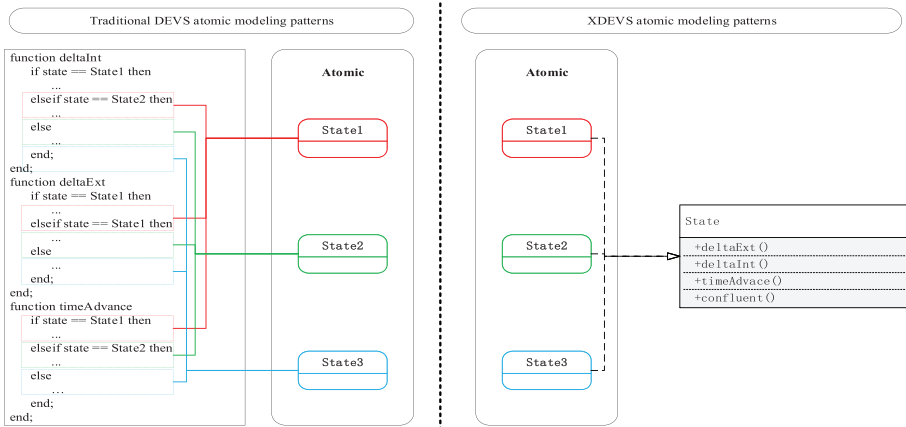 Traditional DEVS atomic modeling patterns
function deltaInt
if state == State1 then
...
elseif state == State2 then
...
else
...
end;
end;
function deltaExt
if state == State1 then
...
elseif state == State1 then
...
else
...
end;
end;
function timeAdvance
if state == State1 then
...
elseif state == State2 then
...
else
...
end;
end;
Atomic
State1
State2
State3
XDEVS atomic modeling patterns
Atomic
State1
State2
State3
State
+deltaExt()
+deltaInt()
+timeAdvace()
+confluent()